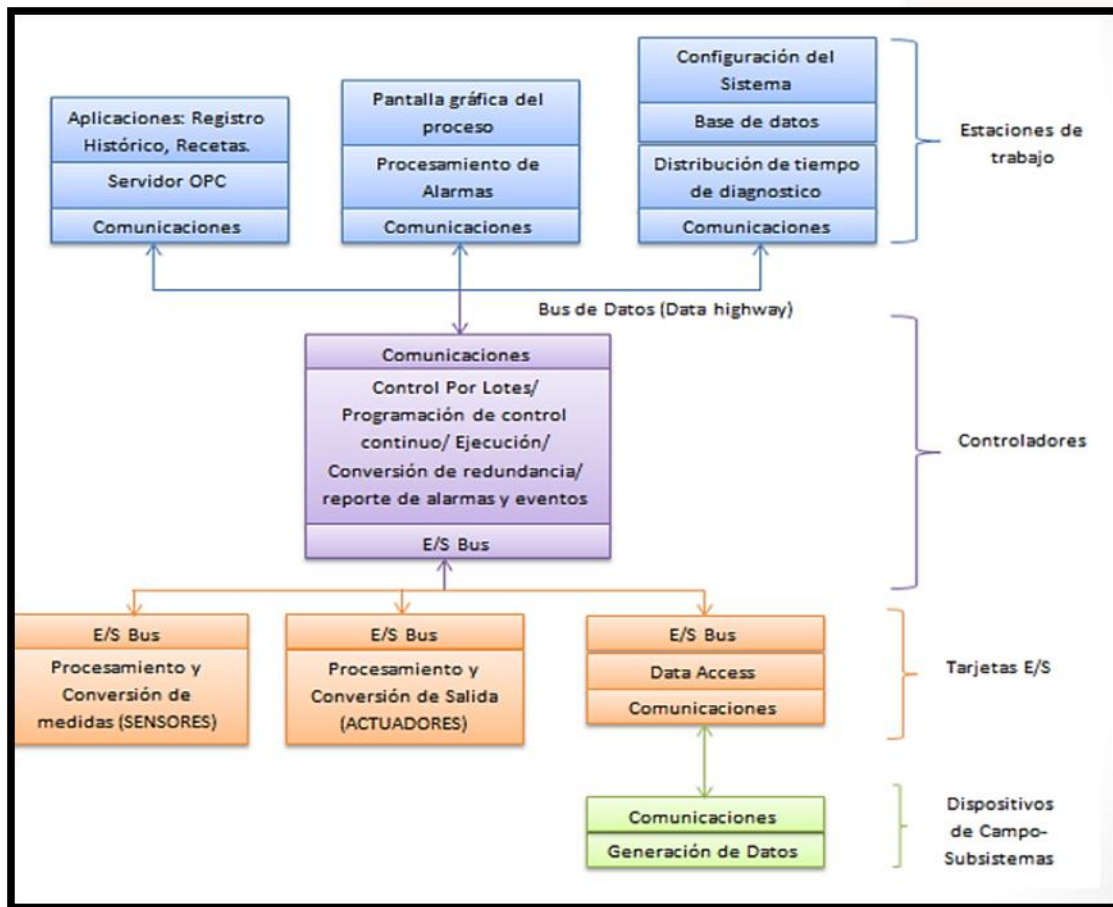 Aplicaciones: Registro
Histórico, Recetas.
Servidor OPC
Comunicaciones
Pantalla gráfica del
proceso
Procesamiento de
Alarmas
Comunicaciones
Configuración del
Sistema
Base de datos
Distribución de tiempo
de diagnostico
Comunicaciones
Estaciones de
trabajo
Bus de Datos (Data highway)
Comunicaciones
Control Por Lotes/
Programación de control
continuo/ Ejecución/
Conversión de redundancia/
reporte de alarmas y eventos
E/S Bus
Controladores
E/S Bus
Procesamiento y
Conversión de
medidas (SENSORES)
E/S Bus
Procesamiento y
Conversión de Salida
(ACTUADORES)
E/S Bus
Data Access
Comunicaciones
Tarjetas E/S
Comunicaciones
Generación de Datos
Dispositivos
de Campo-
Subsistemas